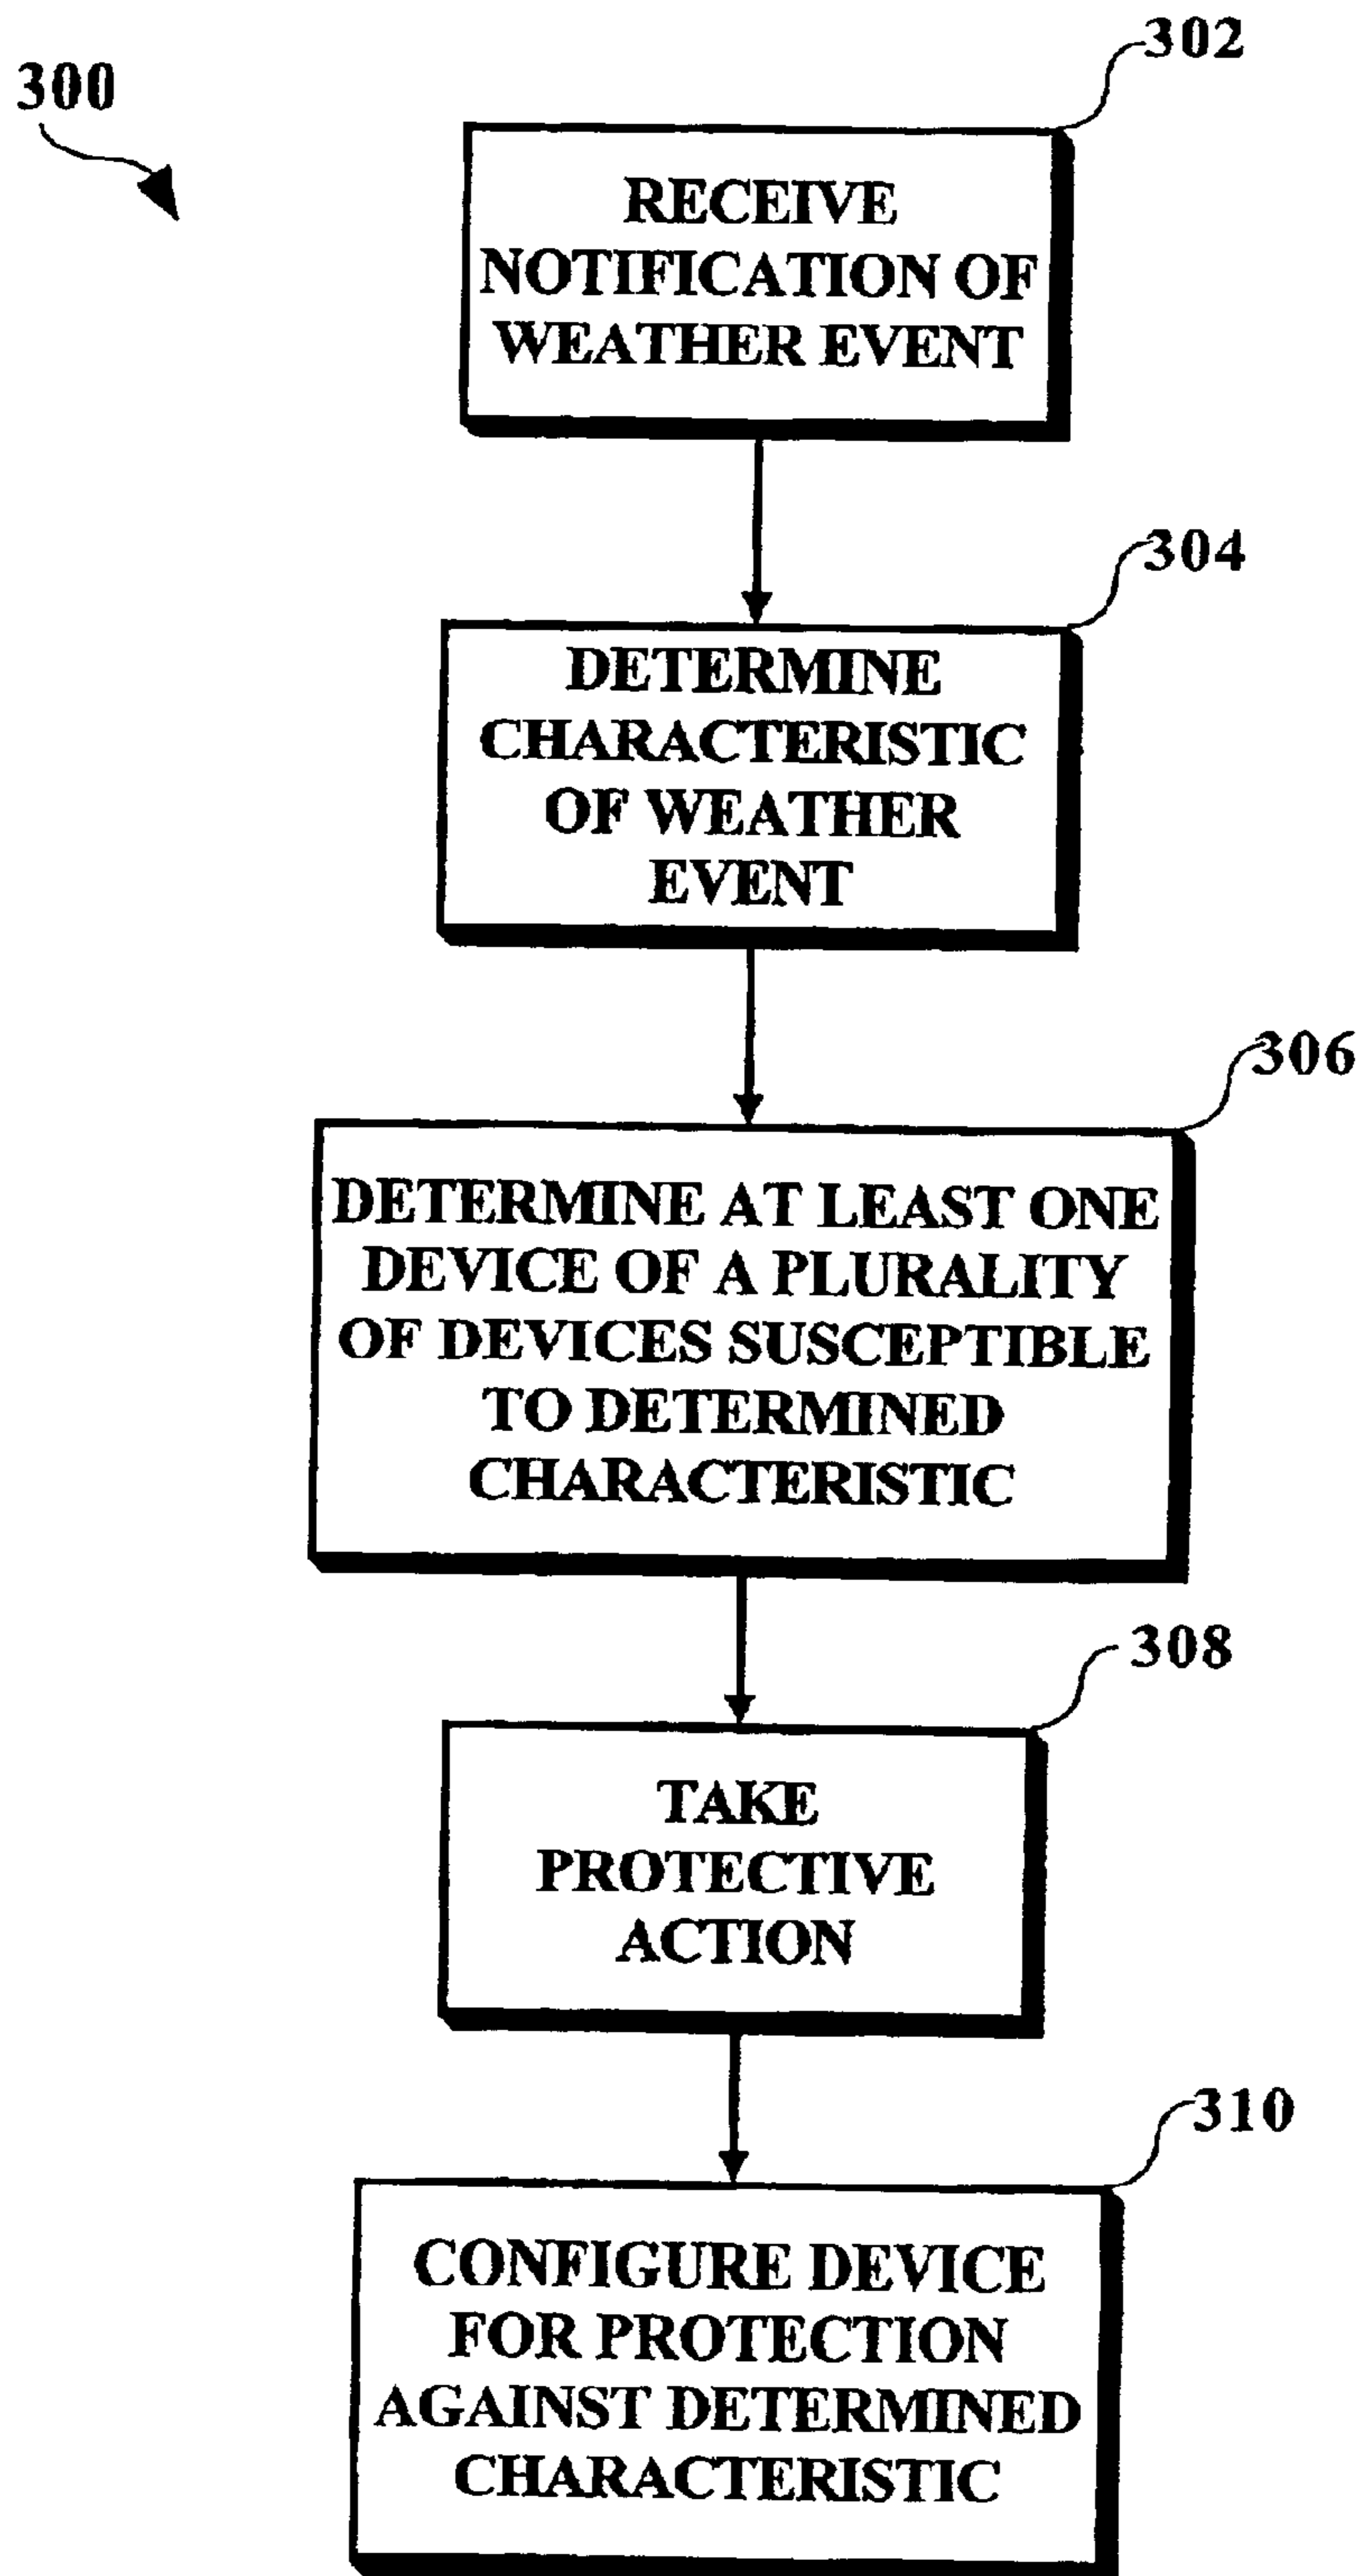 300
302
RECEIVE
NOTIFICATION OF
WEATHER EVENT
304
DETERMINE
CHARACTERISTIC
OF WEATHER
EVENT
306
DETERMINE AT LEAST ONE
DEVICE OF A PLURALITY
OF DEVICES SUSCEPTIBLE
TO DETERMINED
CHARACTERISTIC
308
TAKE
PROTECTIVE
ACTION
310
CONFIGURE DEVICE
FOR PROTECTION
AGAINST DETERMINED
CHARACTERISTIC